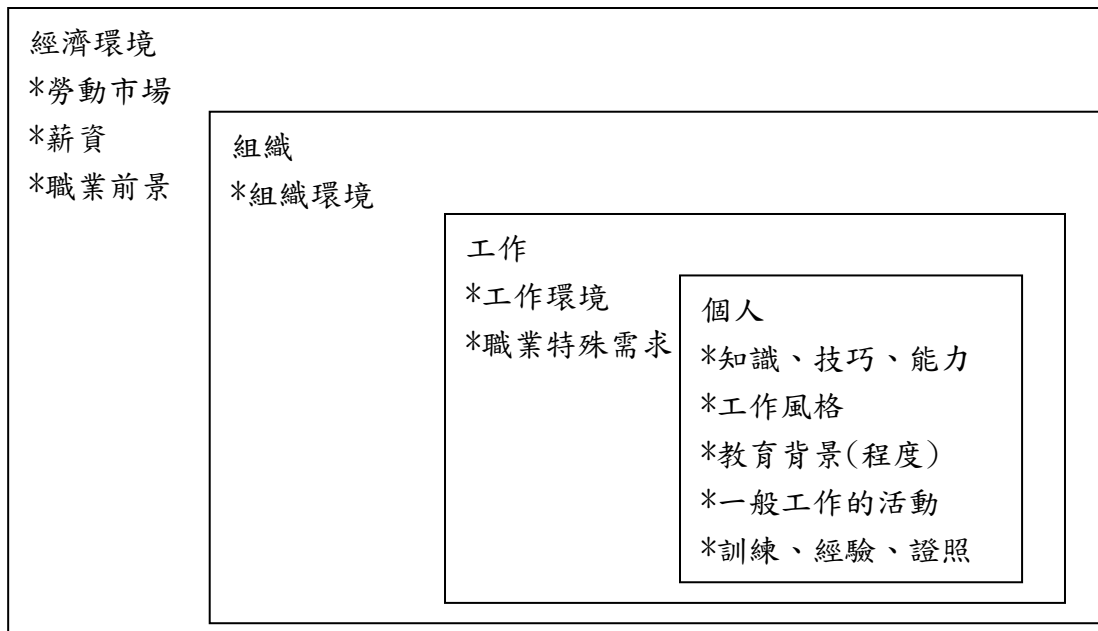 經濟環境
*勞動市場
*薪資
*職業前景
組織
*組織環境
工作
*工作環境
*職業特殊需求
個人
*知識、技巧、能力
*工作風格
*教育背景(程度)
*一般工作的活動
*訓練、經驗、證照